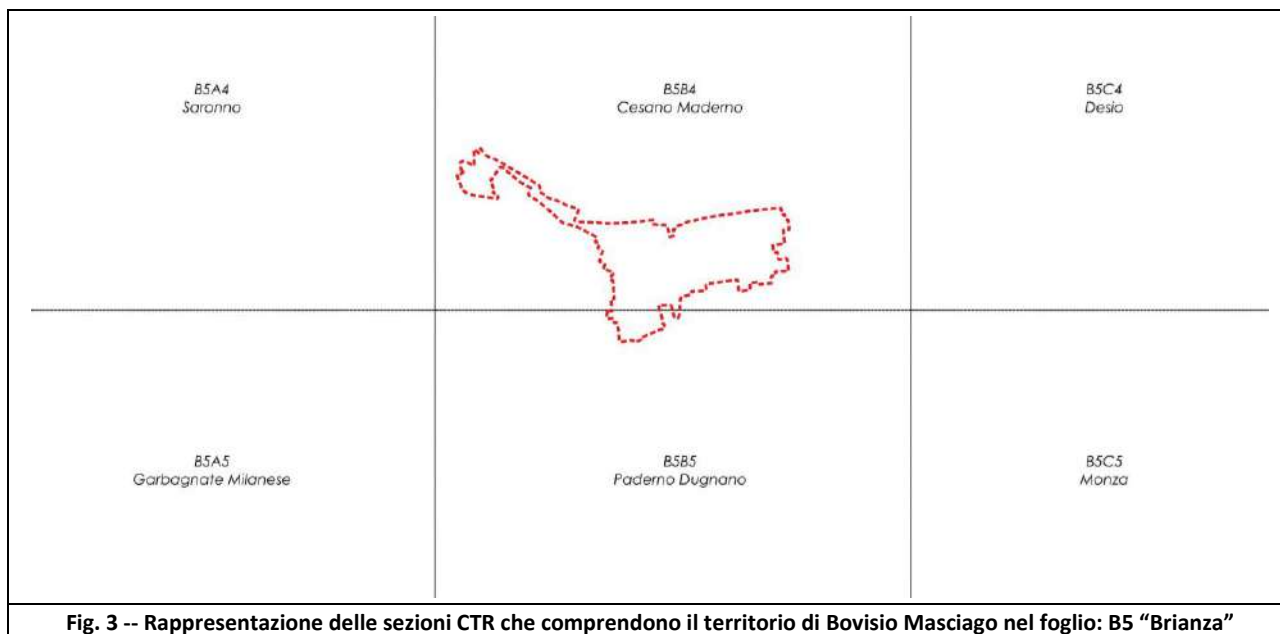 B5A4
Saronno
B5B4
Cesano Maderno
B5C4
Desio
B5A5
Garbagnate Milanese
B5B5
Paderno Dugnano
B5C5
Monza
Fig. 3 -- Rappresentazione delle sezioni CTR che comprendono il territorio di Bovisio Masciago nel foglio: B5 “Brianza”